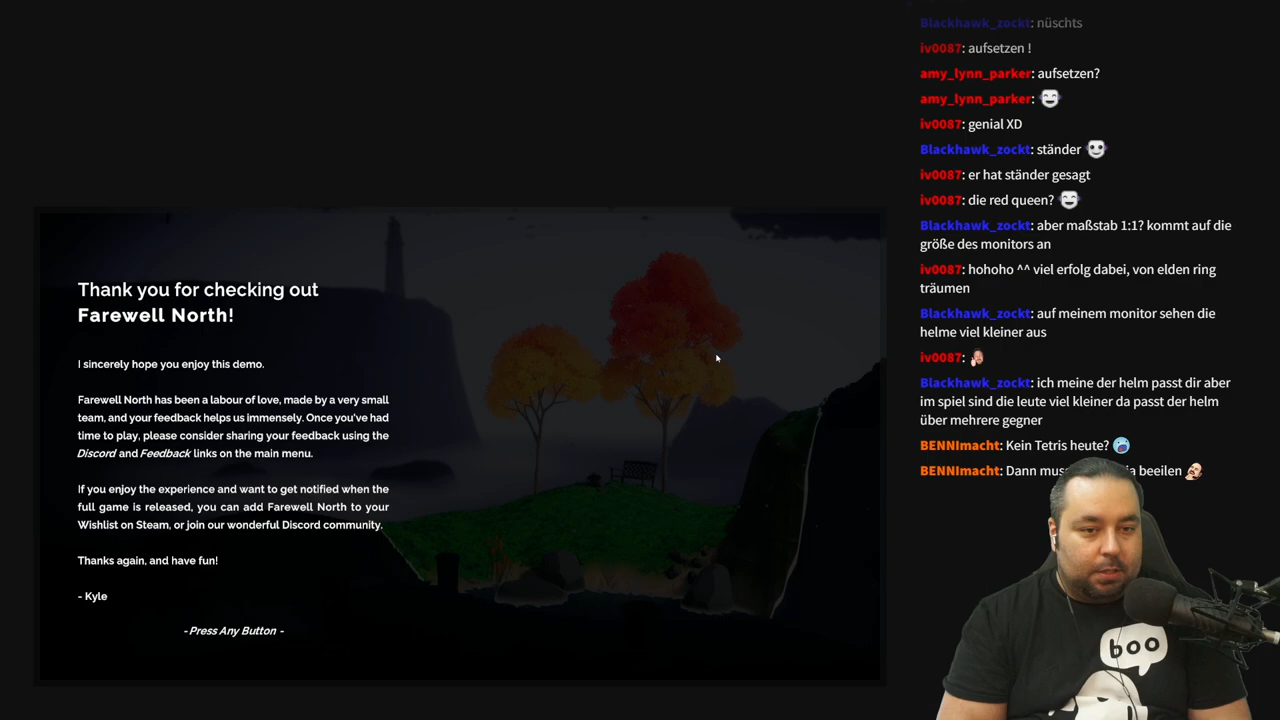 Thank you for checking out
Farewell North!
I sincerely hope you enjoy this demo.
Farewell North has been a labour of love, made by a very small
team, and your feedback helps us immensely. Once you've had
time to play, please consider sharing your feedback using the
Discord and Feedback links on the main menu.
If you enjoy the experience and want to get notified when the
full game is released, you can add Farewell North to your
Wishlist on Steam, or join our wonderful Discord community.
Thanks again, and have fun!
- Kyle
- Press Any Button -
Blackhawk_zockt: nüschts
iv0087: aufsetzen !
amy_lynn_parker: aufsetzen?
amy_lynn_parker:
iv0087: genial XD
Blackhawk_zockt: ständer
iv0087: er hat ständer gesagt
iv0087: die red queen?
Blackhawk_zockt: aber maßstab 1:1? kommt auf die
größe des monitors an
iv0087: hohoho ^^ viel erfolg dabei, von elden ring
träumen
Blackhawk_zockt: auf meinem monitor sehen die
helme viel kleiner aus
iv0087:
Blackhawk_zockt: ich meine der helm passt dir aber
im spiel sind die leute viel kleiner da passt der helm
über mehrere gegner
BENNImacht: Kein Tetris heute?
BENNImacht: Dann beeilen
boo